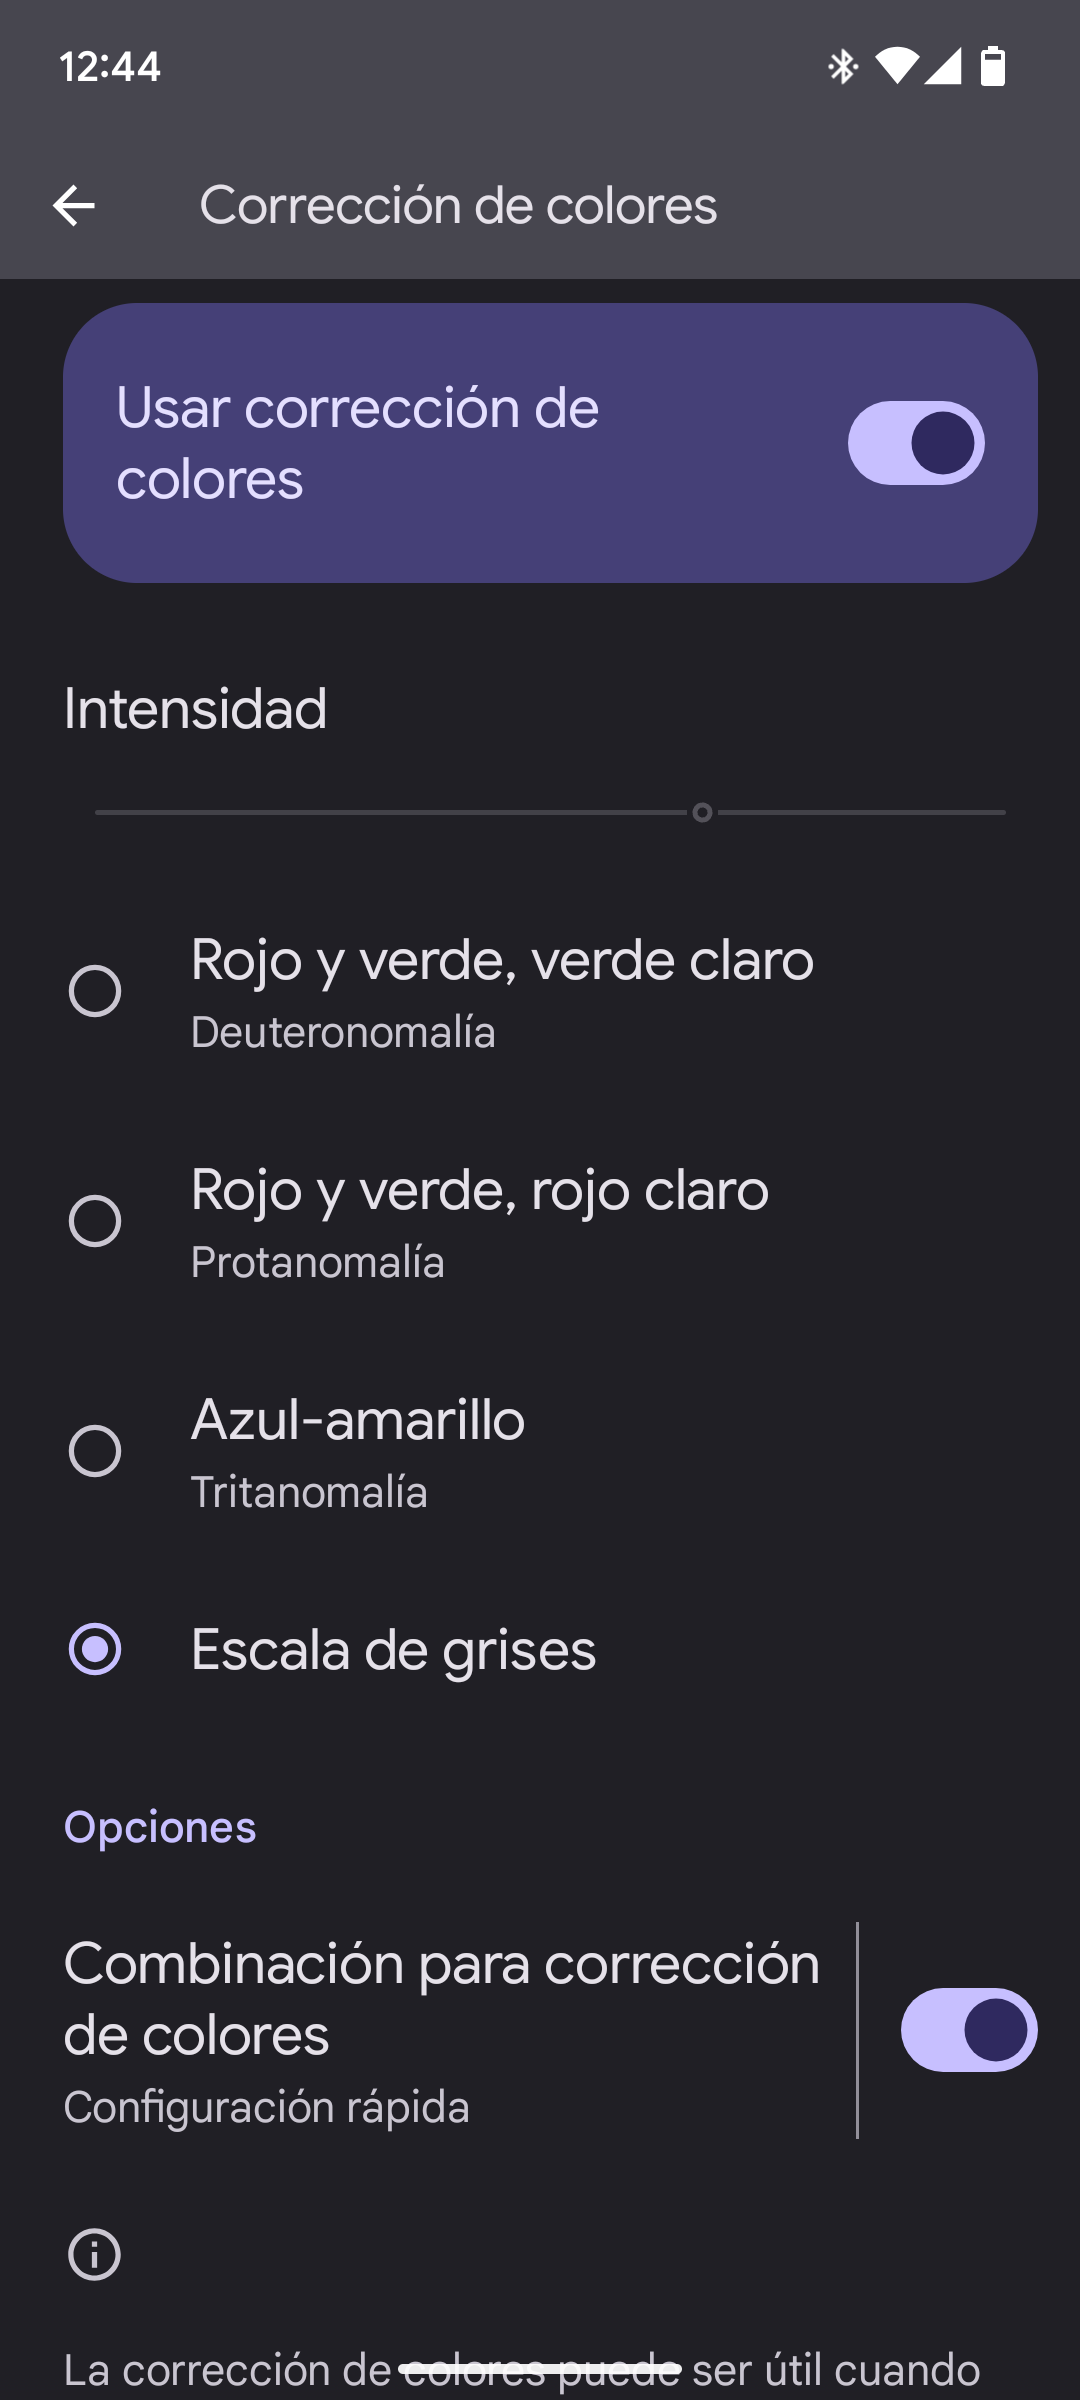 12:44
Corrección de colores
Usar corrección de
colores
Intensidad
Rojo y verde, verde claro
Deuteronomalía
Rojo y verde, rojo claro
Protanomalía
Azul-amarillo
Tritanomalía
Escala de grises
Opciones
Combinación para corrección
de colores
Configuración rápida
La corrección de colores puede ser útil cuando